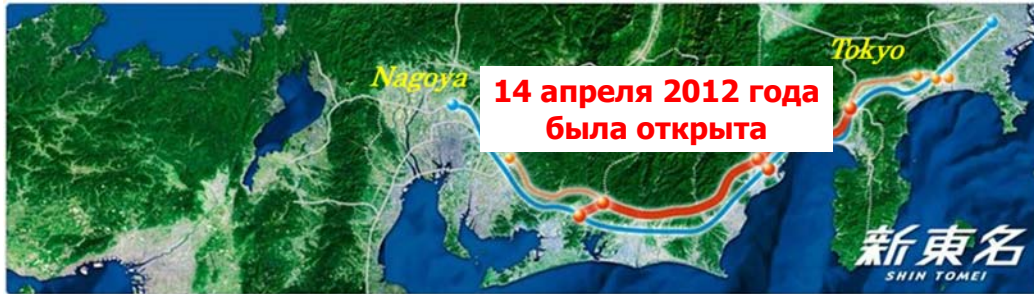 Tokyo
Nagoya
14 апреля 2012 года
была открыта
新東名
SHIN TOMEI